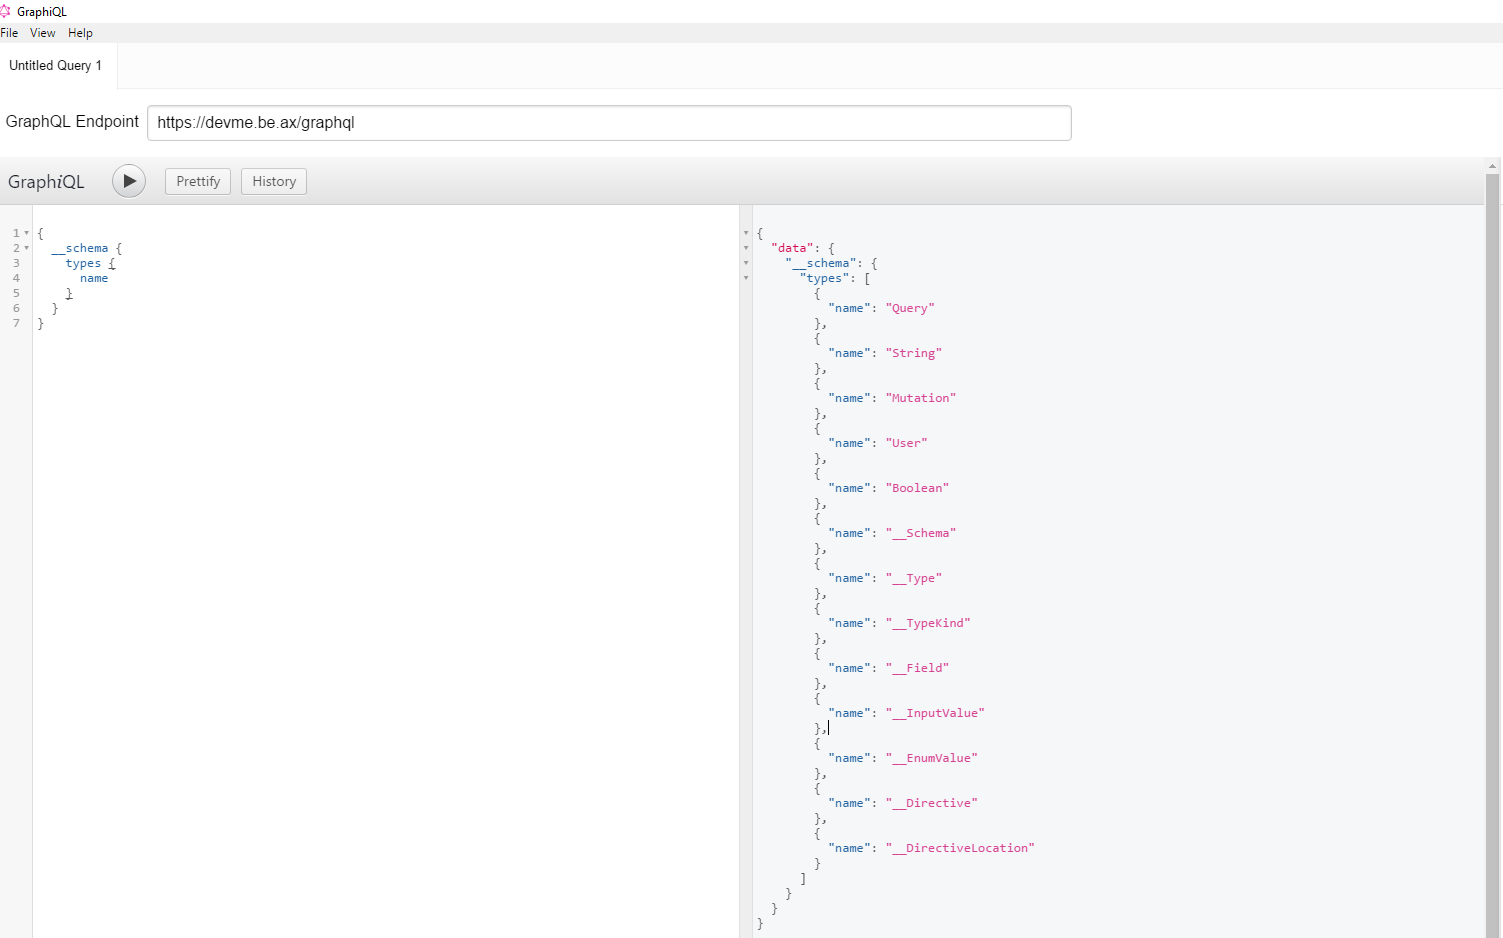 GraphiQL
File View Help
Untitled Query 1
GraphQL Endpoint https://devme.be.ax/graphql
GraphiQL Prettify History
1 {
2 __schema {
3 types {
4 name
5 }
6 }
7 }
{
"data": {
"__schema": {
"types": [
{
"name": "Query"
},
{
"name": "String"
},
{
"name": "Mutation"
},
{
"name": "User"
},
{
"name": "Boolean"
},
{
"name": "__Schema"
},
{
"name": "__Type"
},
{
"name": "__TypeKind"
},
{
"name": "__Field"
},
{
"name": "__InputValue"
},
{
"name": "__EnumValue"
},
{
"name": "__Directive"
},
{
"name": "__DirectiveLocation"
}
]
}
}
}